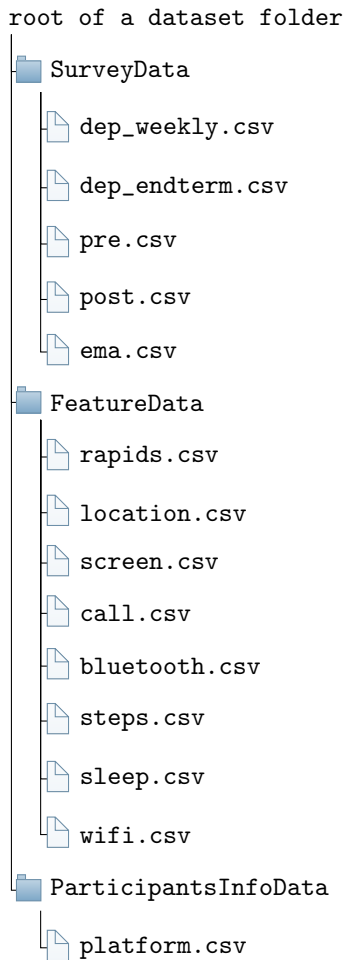 root of a dataset folder
SurveyData
dep_weekly.csv
dep_endterm.csv
pre.csv
post.csv
ema.csv
FeatureData
rapids.csv
location.csv
screen.csv
call.csv
bluetooth.csv
steps.csv
sleep.csv
wifi.csv
ParticipantsInfoData
platform.csv